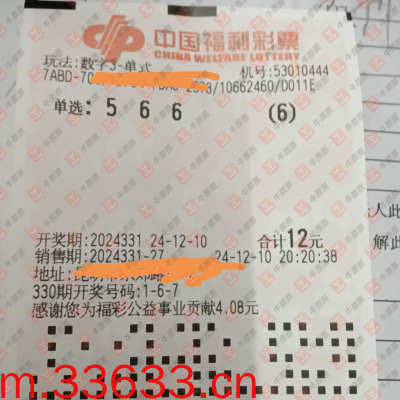 中国福利彩票
CHINA WELFARE LOTTERY
玩法:数字3-单式
机号:53010444
7ABD-70 /10662460/D011E
单选: 5 6 6 (6)
开奖期:2024331 24-12-10 合计12元
销售期:2024331-27 24-12-10 20:20:38
地址:
330期开奖号码:1-6-7
感谢您为福彩公益事业贡献4.08元
人此
解此
m.33633.cn